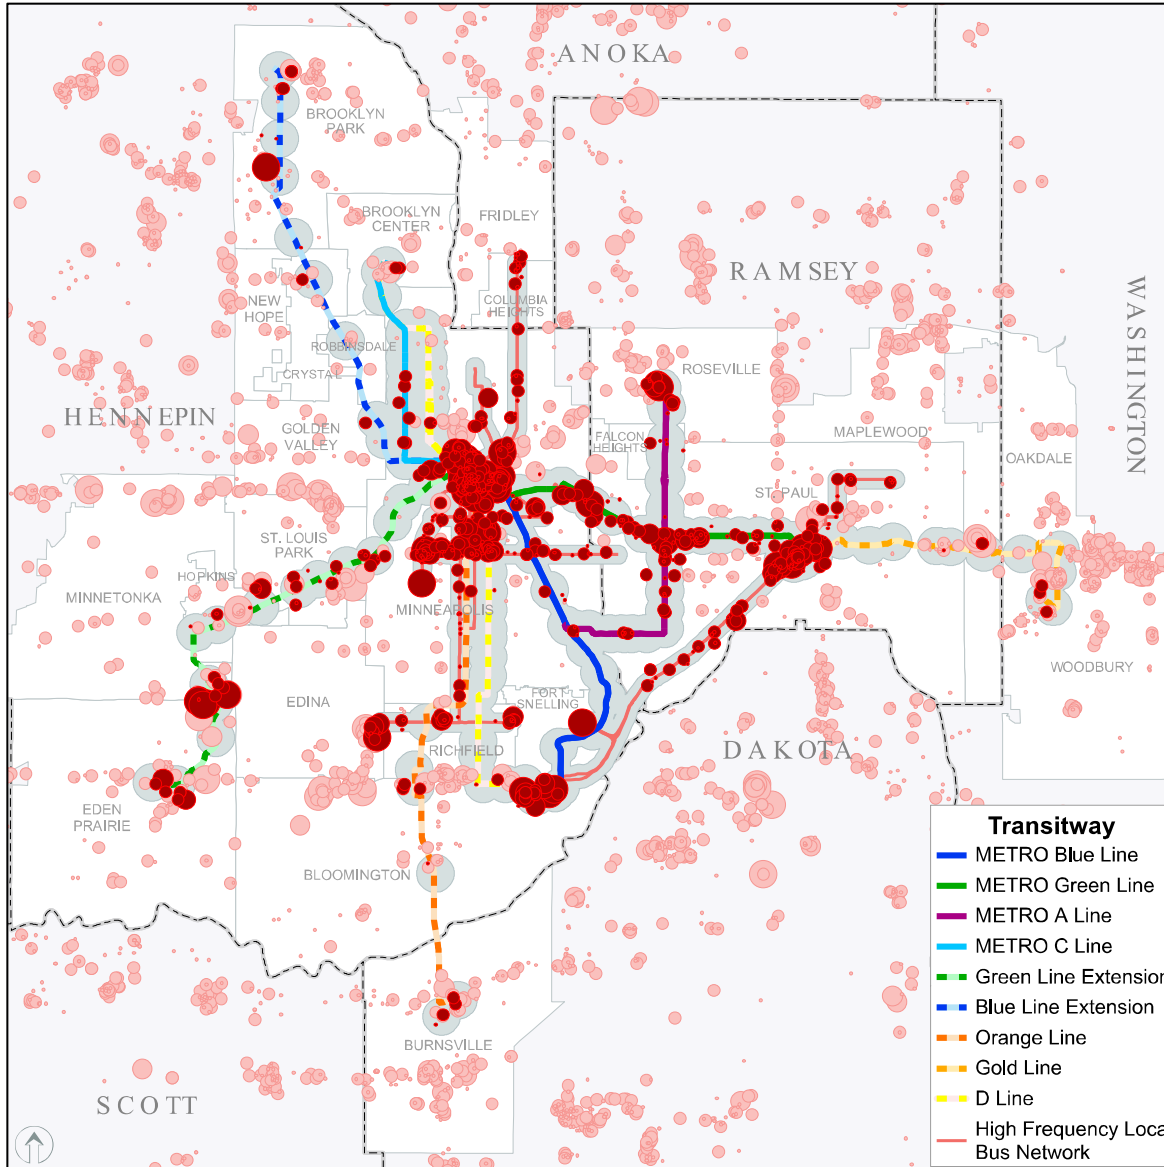 ANOKA
BROOKLYN
PARK
BROOKLYN
CENTER
FRIDLEY
RAMSEY
WASHINGTON
NEW
HOPE
COLUMBIA
HEIGHTS
ROBBINSDALE
CRYSTAL
ROSEVILLE
HENNEPIN
GOLDEN
VALLEY
FALCON
HEIGHTS
MAPLEWOOD
OAKDALE
ST. PAUL
ST. LOUIS
PARK
HOPKINS
MINNETONKA
MINNEAPOLIS
WOODBURY
EDINA
FORT
SNELLING
RICHFIELD
DAKOTA
EDEN
PRAIRIE
BLOOMINGTON
BURNSVILLE
SCOTT
Transitway
METRO Blue Line
METRO Green Line
METRO A Line
METRO C Line
Green Line Extension
Blue Line Extension
Orange Line
Gold Line
D Line
High Frequency Loca
Bus Network